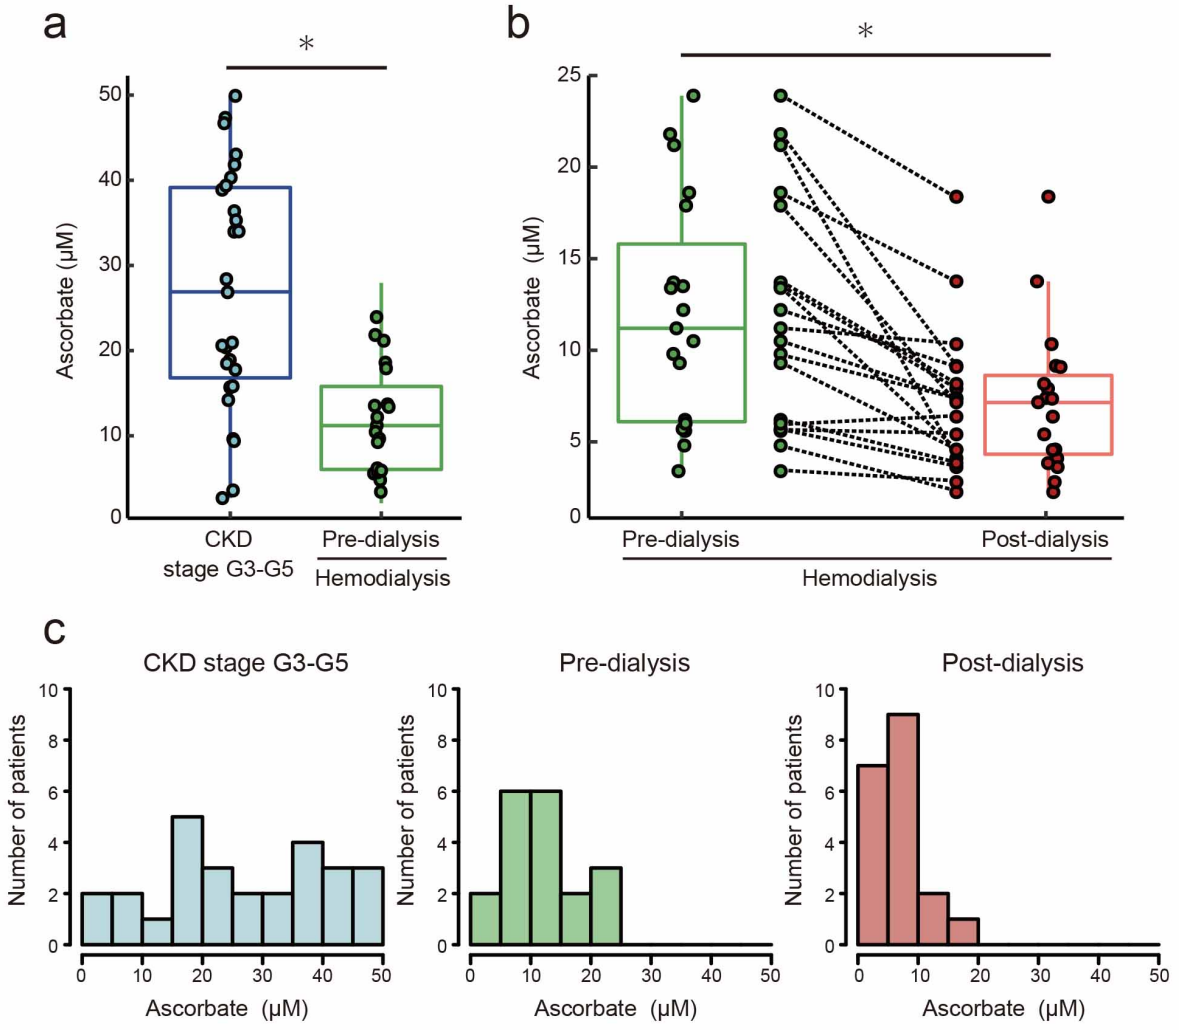 a
*
Ascorbate (µM)
50
40
30
20
10
0
CKD
stage G3-G5
Pre-dialysis
Hemodialysis
b
*
Ascorbate (µM)
25
20
15
10
5
0
Pre-dialysis
Post-dialysis
Hemodialysis
c
CKD stage G3-G5
Number of patients
10
8
6
4
2
0
0 10 20 30 40 50
Ascorbate (µM)
Pre-dialysis
Number of patients
10
8
6
4
2
0
0 10 20 30 40 50
Ascorbate (µM)
Post-dialysis
Number of patients
10
8
6
4
2
0
0 10 20 30 40 50
Ascorbate (µM)